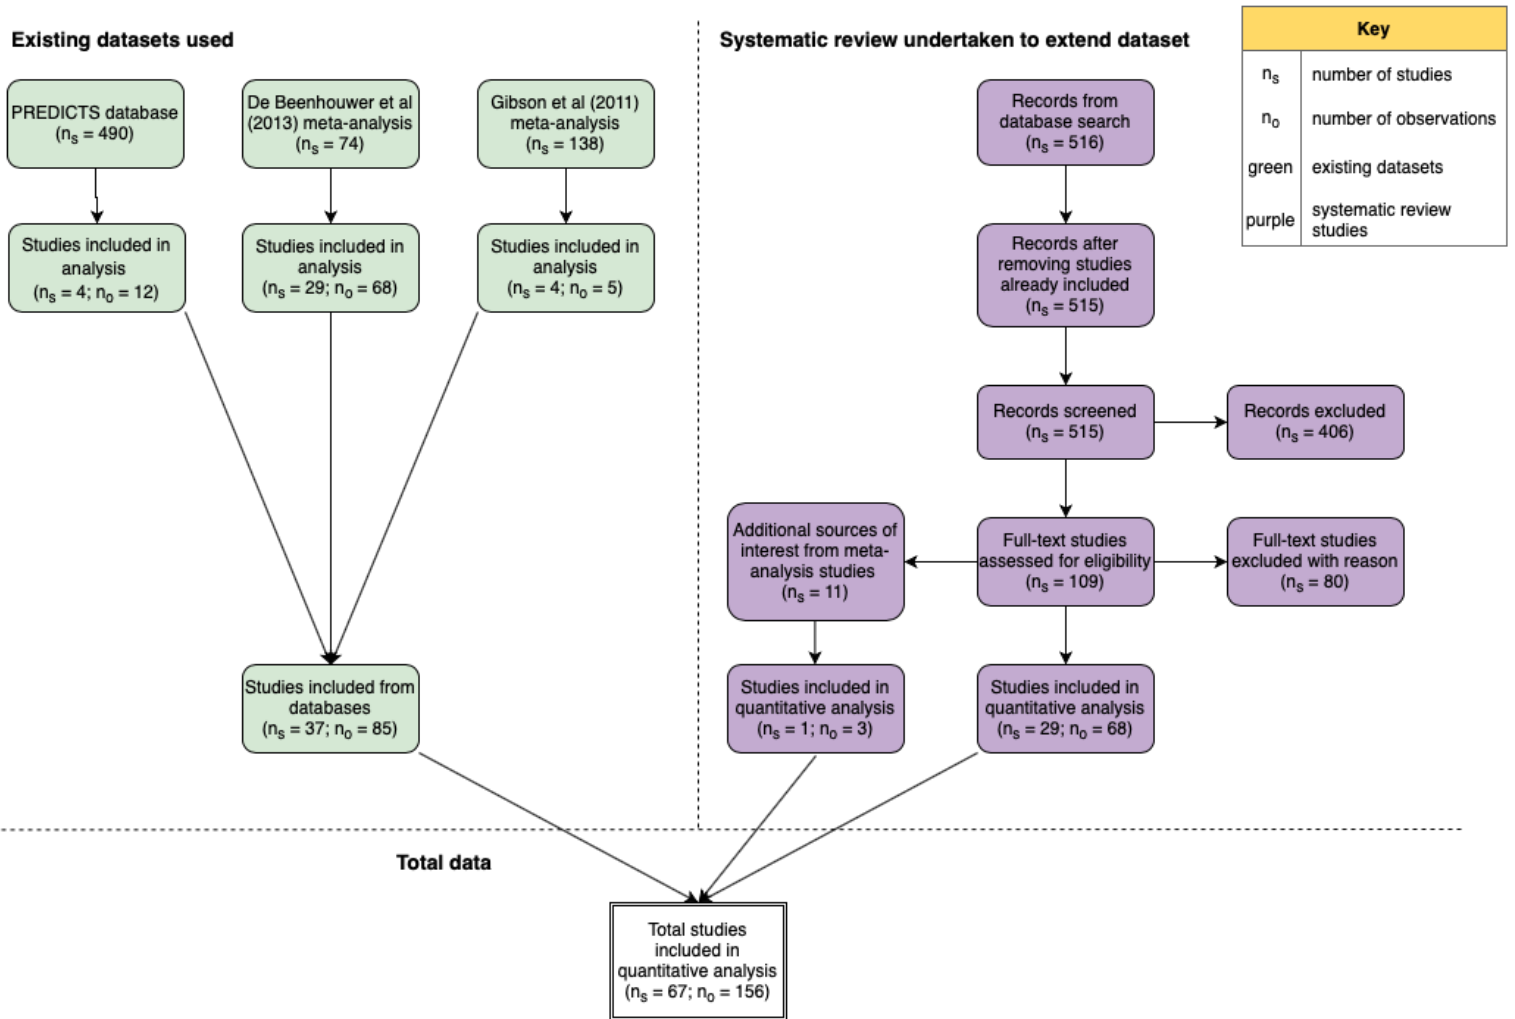 Existing datasets used
PREDICTS database
(ns = 490)
De Beenhouwer et al
(2013) meta-analysis
(ns = 74)
Gibson et al (2011)
meta-analysis
(ns = 138)
Studies included in
analysis
(ns = 4; no = 12)
Studies included in
analysis
(ns = 29; no = 68)
Studies included in
analysis
(ns = 4; no = 5)
Studies included from
databases
(ns = 37; no = 85)
Systematic review undertaken to extend dataset
Records from
database search
(ns = 516)
Records after
removing studies
already included
(ns = 515)
Records screened
(ns = 515)
Records excluded
(ns = 406)
Additional sources of
interest from meta-
analysis studies
(ns = 11)
Full-text studies
assessed for eligibility
(ns = 109)
Full-text studies
excluded with reason
(ns = 80)
Studies included in
quantitative analysis
(ns = 1; no = 3)
Studies included in
quantitative analysis
(ns = 29; no = 68)
Key
ns number of studies
no number of observations
green existing datasets
purple systematic review
studies
Total data
Total studies
included in
quantitative analysis
(ns = 67; no = 156)